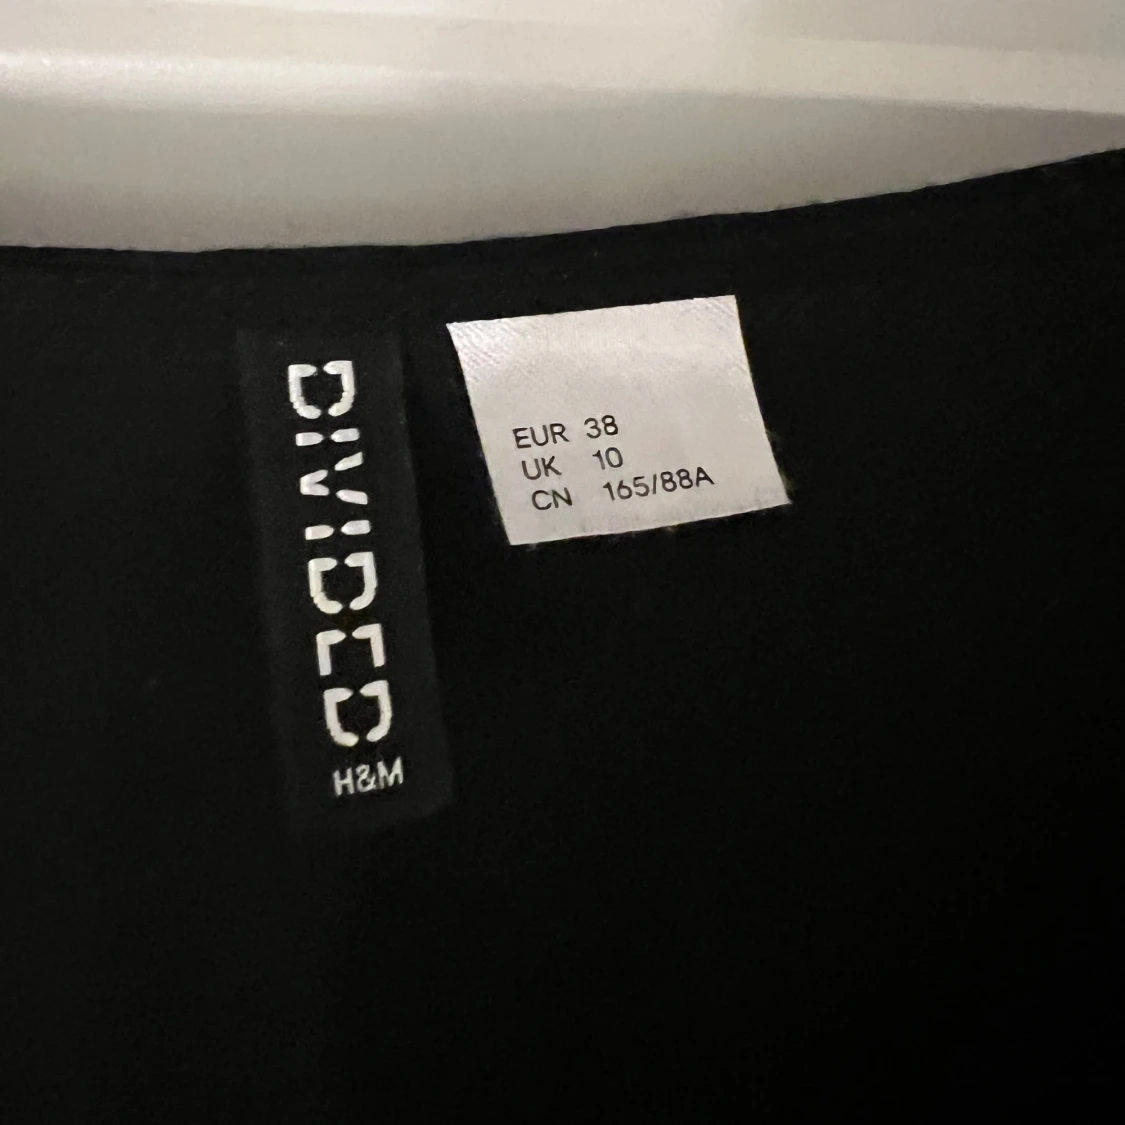 DIVIDED
H&M
EUR 38
UK 10
CN 165/88A